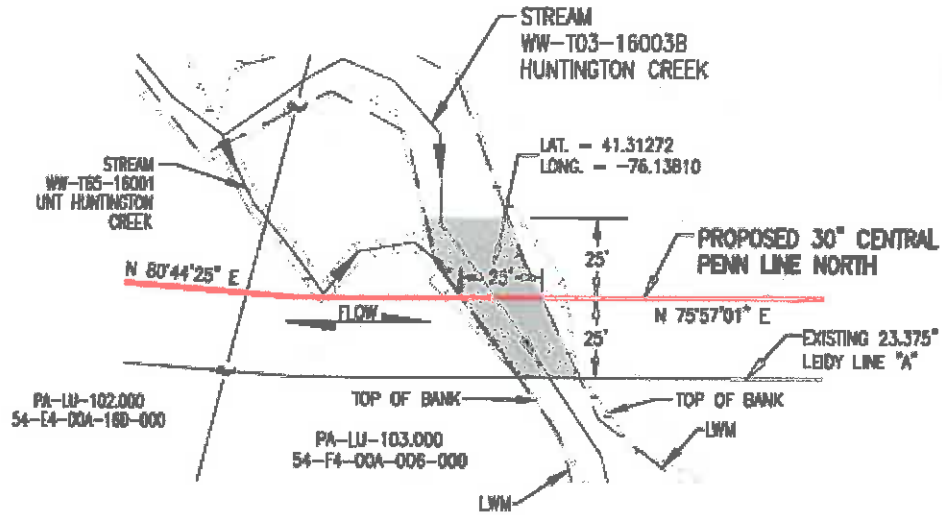 STREAM
WW-T03-16003B
HUNTINGTON CREEK
LAT. = 41.31272
LONG. = -76.13810
STREAM
WW-T65-16001
UNT HUNTINGTON
CREEK
PROPOSED 30" CENTRAL
PENN LINE NORTH
25'
25'
25'
N 80°44'25" E
FLOW
N 75°57'01" E
EXISTING 23.375"
LEIDY LINE "A"
PA-LU-102.000
54-E4-00A-16D-000
TOP OF BANK
TOP OF BANK
PA-LU-103.000
54-F4-00A-006-000
LWM
LWM